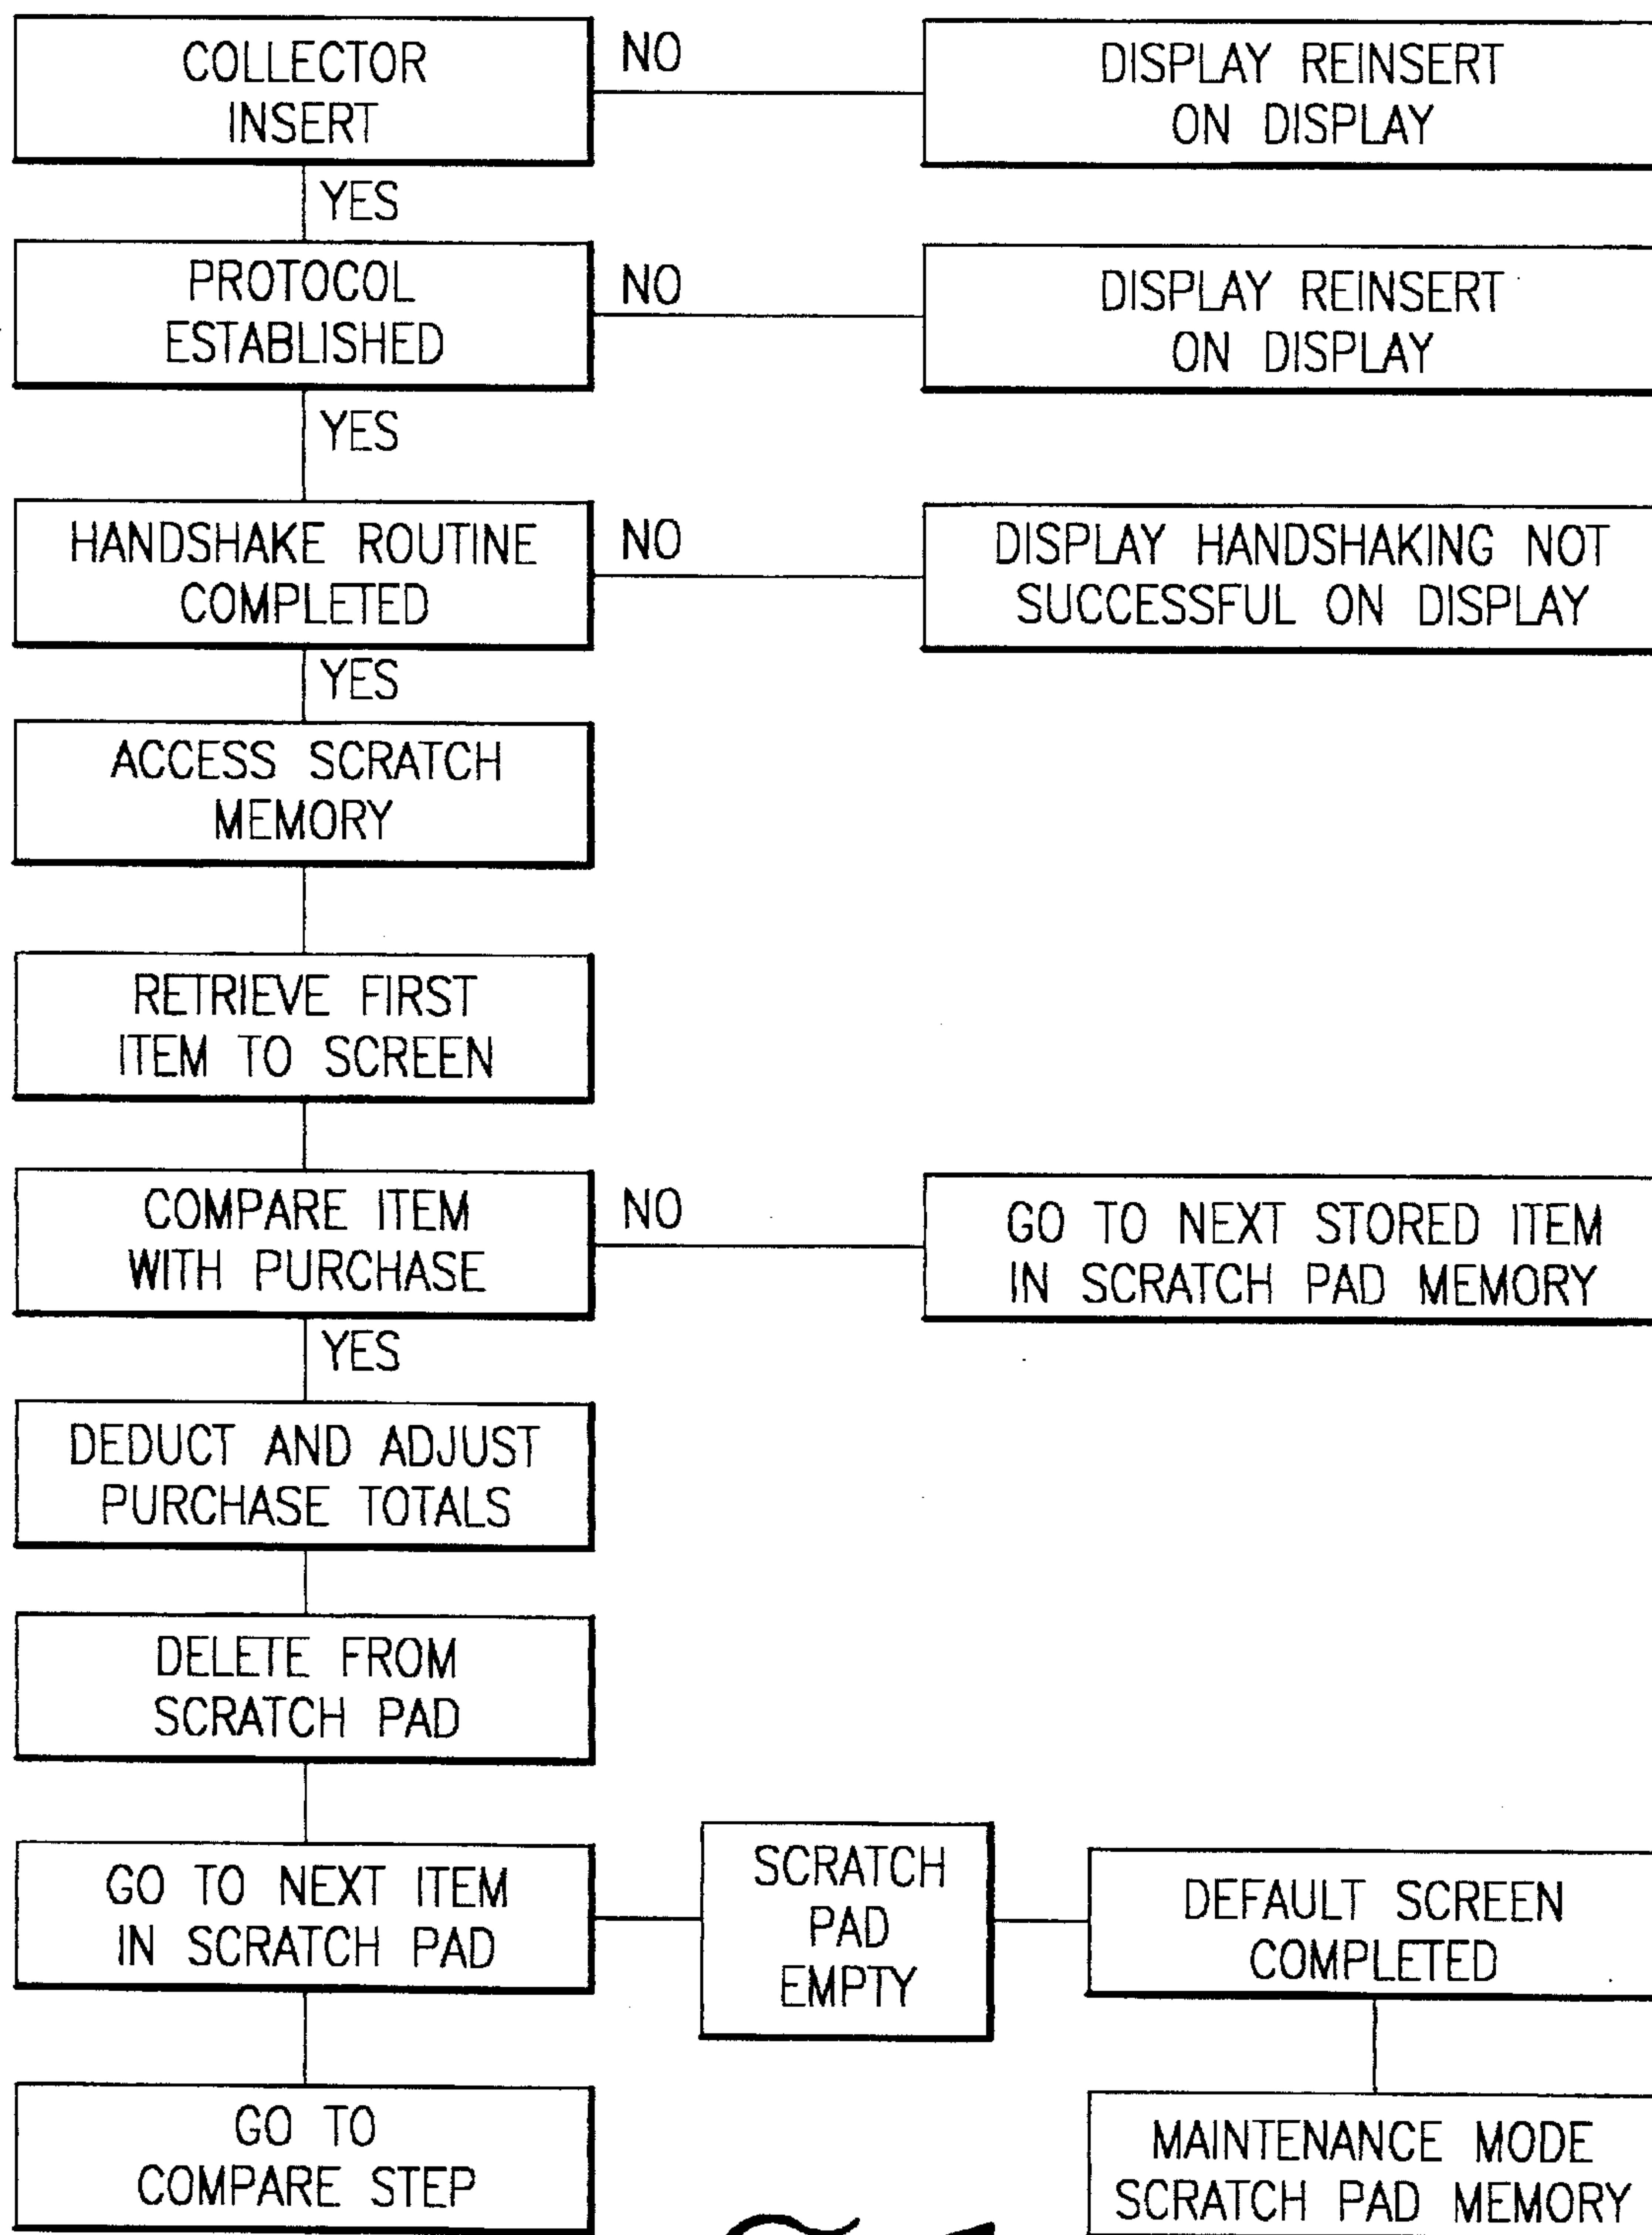 COLLECTOR
INSERT
NO
DISPLAY REINSERT
ON DISPLAY
YES
PROTOCOL
ESTABLISHED
NO
DISPLAY REINSERT
ON DISPLAY
YES
HANDSHAKE ROUTINE
COMPLETED
NO
DISPLAY HANDSHAKING NOT
SUCCESSFUL ON DISPLAY
YES
ACCESS SCRATCH
MEMORY
RETRIEVE FIRST
ITEM TO SCREEN
COMPARE ITEM
WITH PURCHASE
NO
GO TO NEXT STORED ITEM
IN SCRATCH PAD MEMORY
YES
DEDUCT AND ADJUST
PURCHASE TOTALS
DELETE FROM
SCRATCH PAD
GO TO NEXT ITEM
IN SCRATCH PAD
SCRATCH
PAD
EMPTY
DEFAULT SCREEN
COMPLETED
GO TO
COMPARE STEP
MAINTENANCE MODE
SCRATCH PAD MEMORY